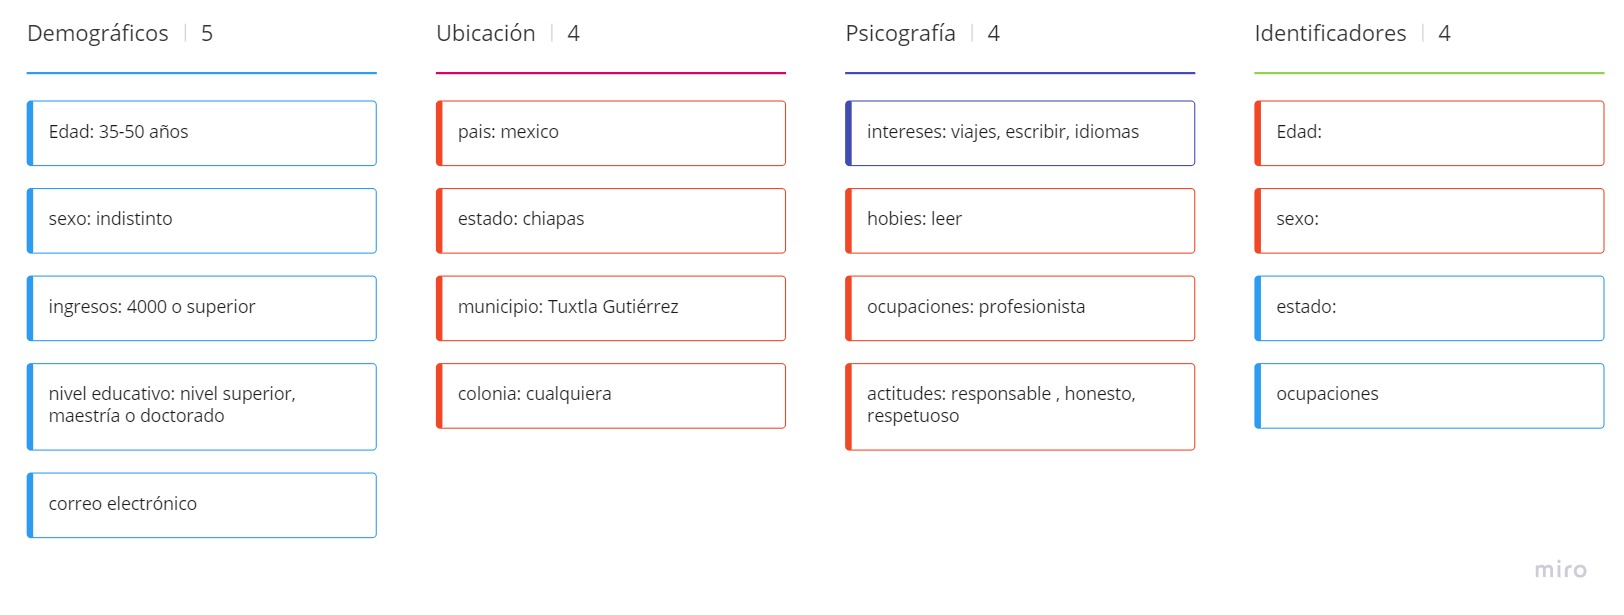 Demográficos | 5
Edad: 35-50 años
sexo: indistinto
ingresos: 4000 o superior
nivel educativo: nivel superior,
maestría o doctorado
correo electrónico
Ubicación | 4
pais: mexico
estado: chiapas
municipio: Tuxtla Gutiérrez
colonia: cualquiera
Psicografía | 4
intereses: viajes, escribir, idiomas
hobies: leer
ocupaciones: profesionista
actitudes: responsable , honesto,
respetuoso
Identificadores | 4
Edad:
sexo:
estado:
ocupaciones
miro